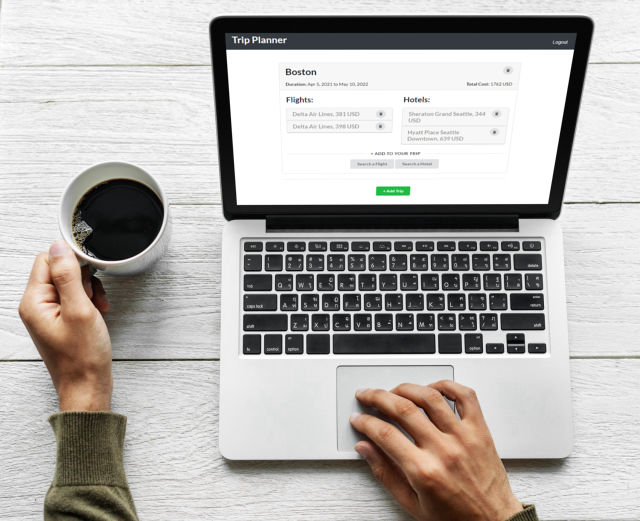 Trip Planner
Logout
Boston
Duration: Apr 5, 2021 to May 10, 2022
Total Cost: 1762 USD
Flights:
Hotels:
Delta Air Lines, 381 USD
Delta Air Lines, 398 USD
Sheraton Grand Seattle, 344
USD
Hyatt Place Seattle
Downtown, 639 USD
+ ADD TO YOUR TRIP
Search a Flight
Search a Hotel
+ Add Trip
delete
tab
caps lock
return
shift
shift
fn
control
option
option